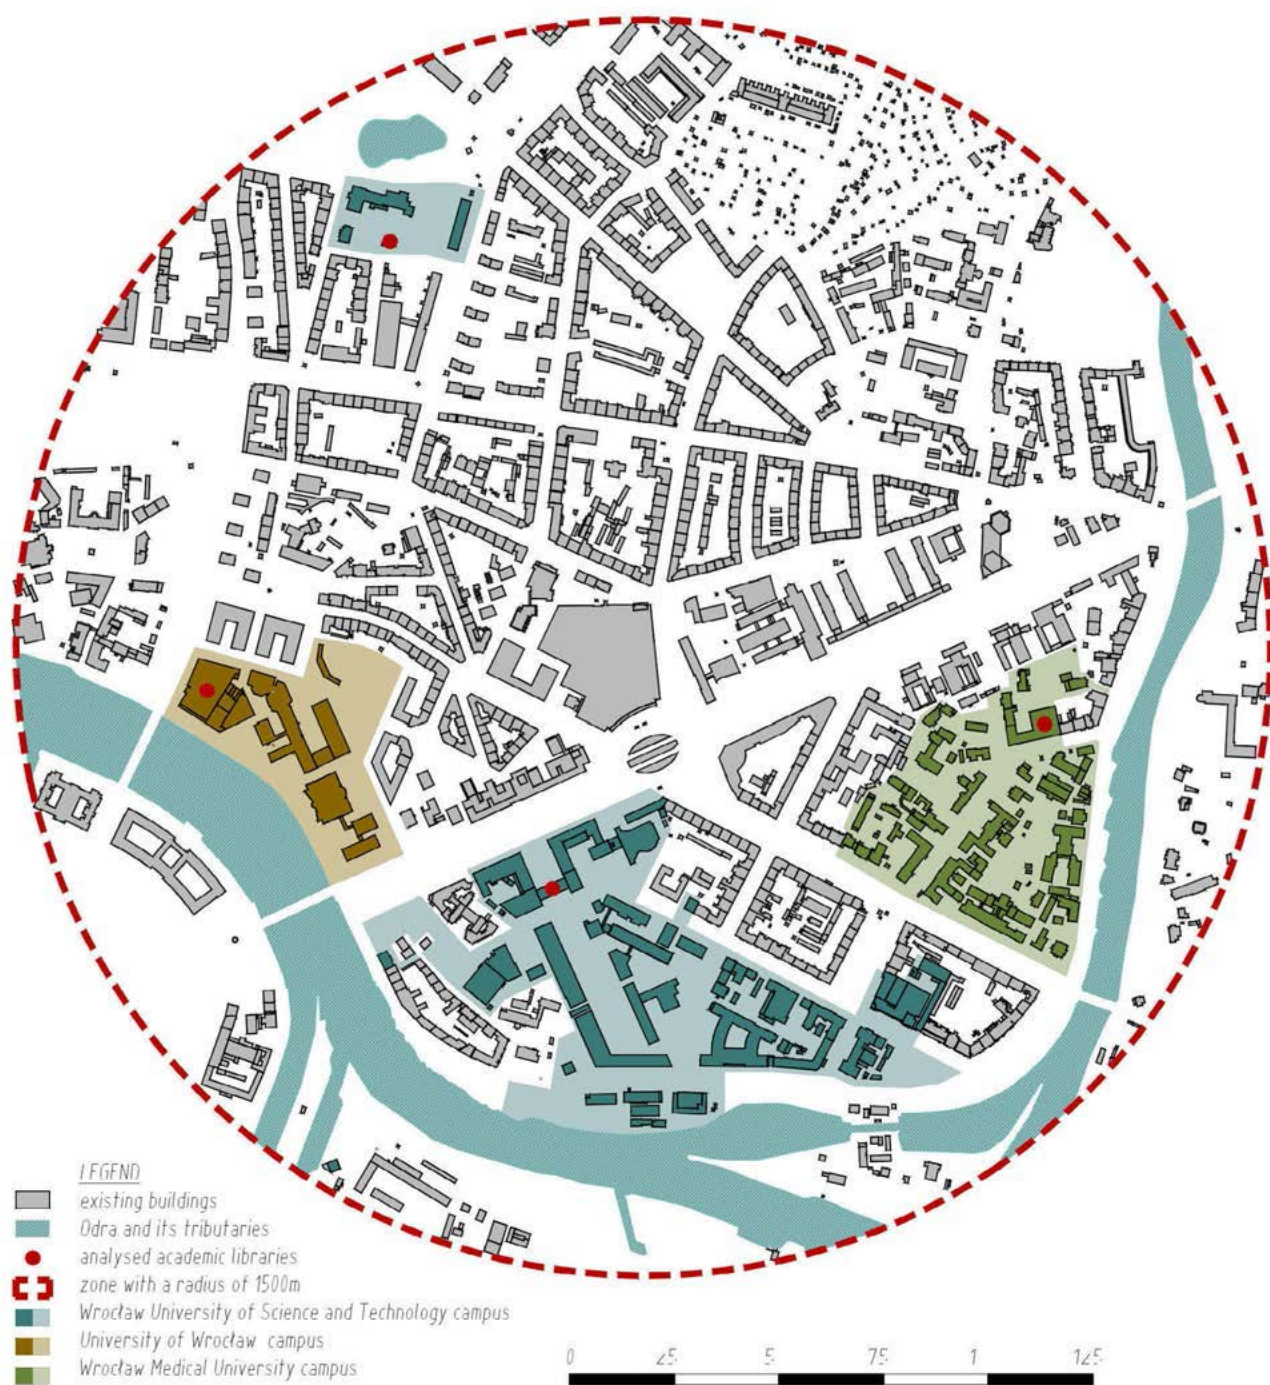 LEGEND
existing buildings
Odra and its tributaries
analysed academic libraries
zone with a radius of 1500m
Wrocław University of Science and Technology campus
University of Wrocław campus
Wrocław Medical University campus
0 25 5 75 1 125